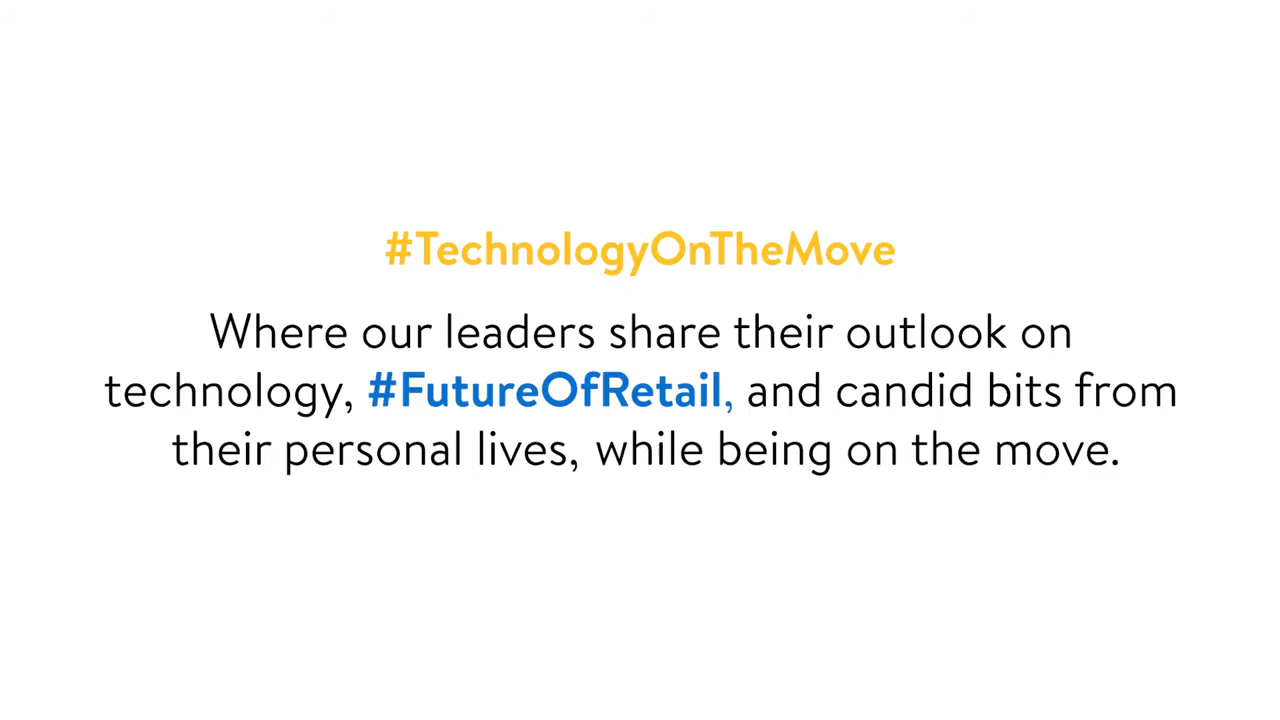 #TechnologyOnTheMove
Where our leaders share their outlook on
technology, #FutureOfRetail, and candid bits from
their personal lives, while being on the move.